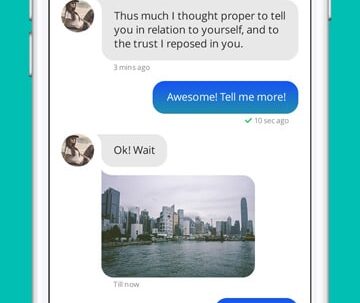 Thus much I thought proper to tell
you in relation to yourself, and to
the trust I reposed in you.
3 mins ago
Awesome! Tell me more!
10 sec ago
Ok! Wait
Till now